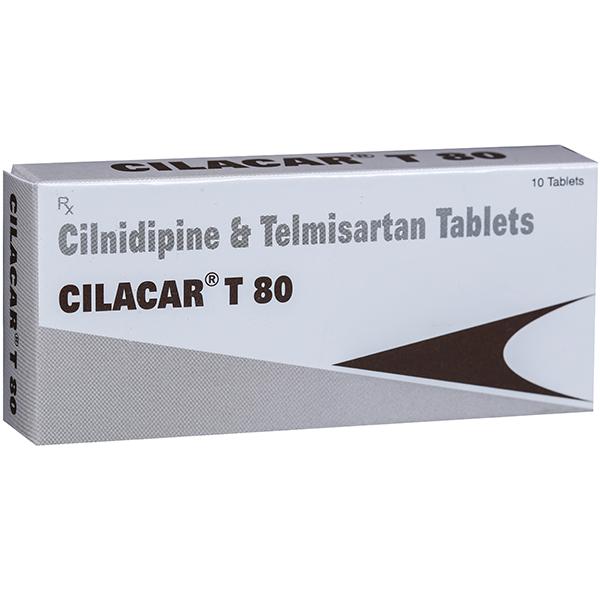 CILACAR® T 80
10 Tablets
Rx
Cilnidipine & Telmisartan Tablets
CILACAR® T 80
CILACAR® T 80